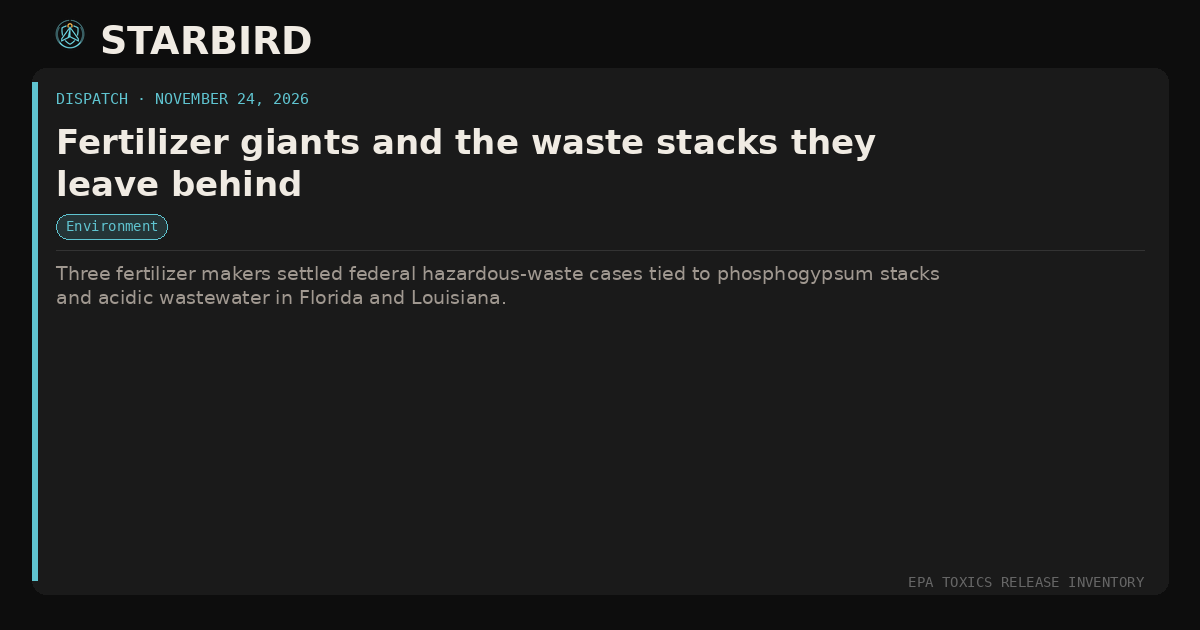 STARBIRD
DISPATCH · NOVEMBER 24, 2026
Fertilizer giants and the waste stacks they
leave behind
Environment
Three fertilizer makers settled federal hazardous-waste cases tied to phosphogypsum stacks
and acidic wastewater in Florida and Louisiana.
EPA TOXICS RELEASE INVENTORY